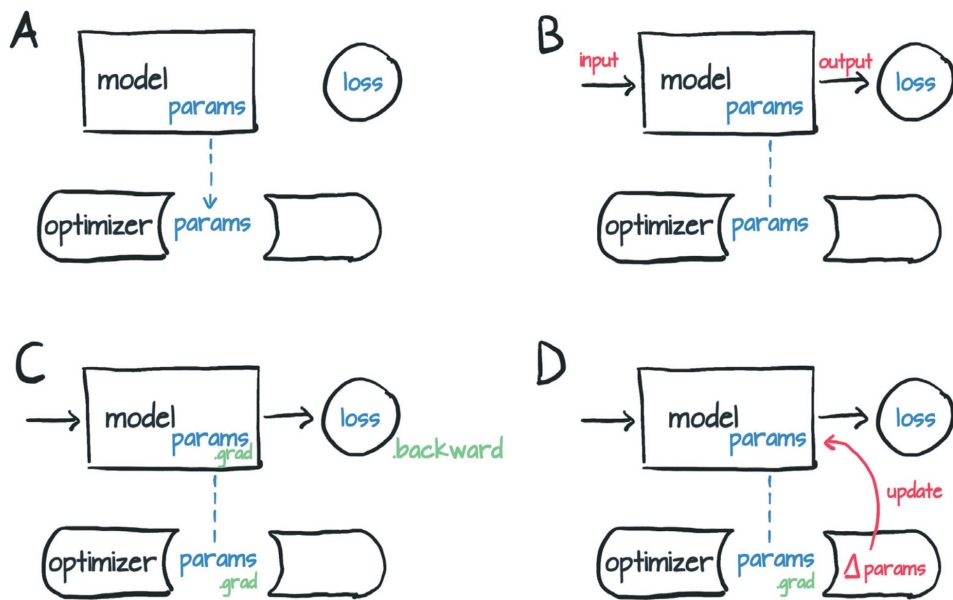 A
model
params
loss
optimizer params
B
input
output
model
params
loss
optimizer params
C
model
params
.grad
loss
.backward
optimizer params
.grad
D
model
params
loss
update
optimizer params
.grad
Δ params